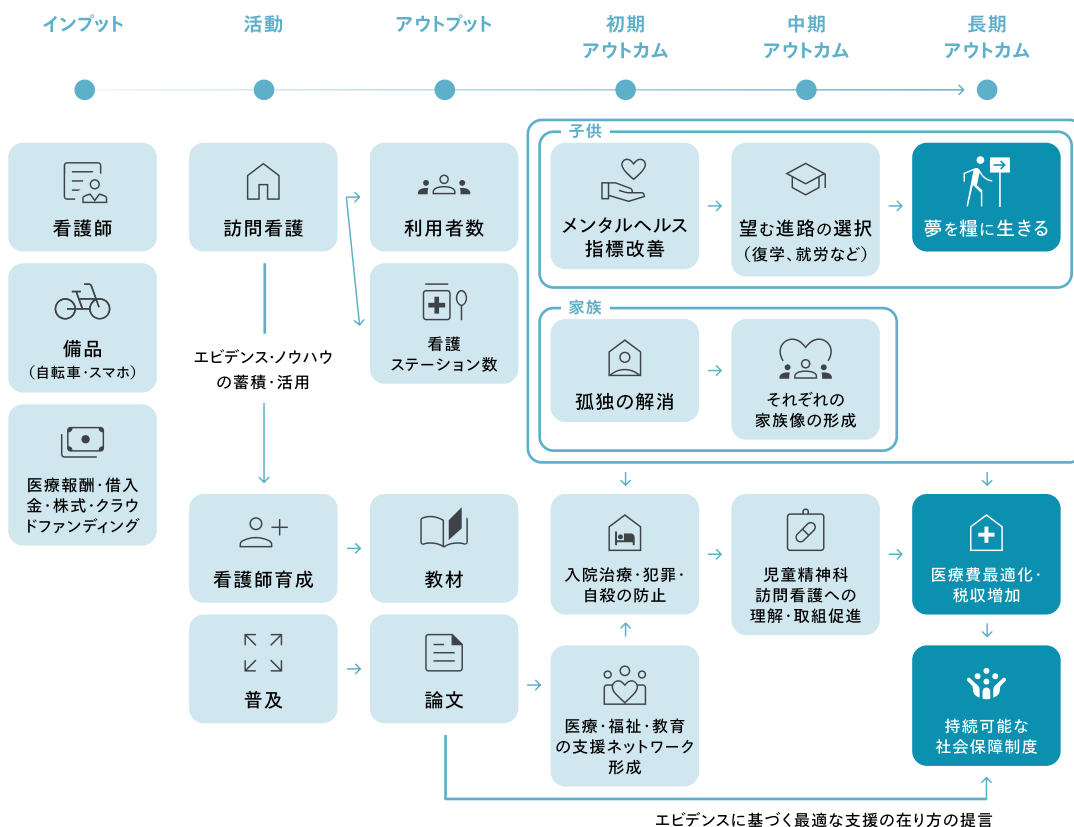 インプット
活動
アウトプット
初期
アウトカム
中期
アウトカム
長期
アウトカム
看護師
備品
（自転車・スマホ）
医療報酬・借入
金・株式・クラウ
ドファンディング
訪問看護
エビデンス・ノウハウ
の蓄積・活用
看護師育成
普及
利用者数
看護
ステーション数
教材
論文
子供
メンタルヘルス
指標改善
望む進路の選択
（復学、就労など）
夢を糧に生きる
家族
孤独の解消
それぞれの
家族像の形成
入院治療・犯罪・
自殺の防止
児童精神科
訪問看護への
理解・取組促進
医療費最適化・
税収増加
医療・福祉・教育
の支援ネットワーク
形成
持続可能な
社会保障制度
エビデンスに基づく最適な支援の在り方の提言